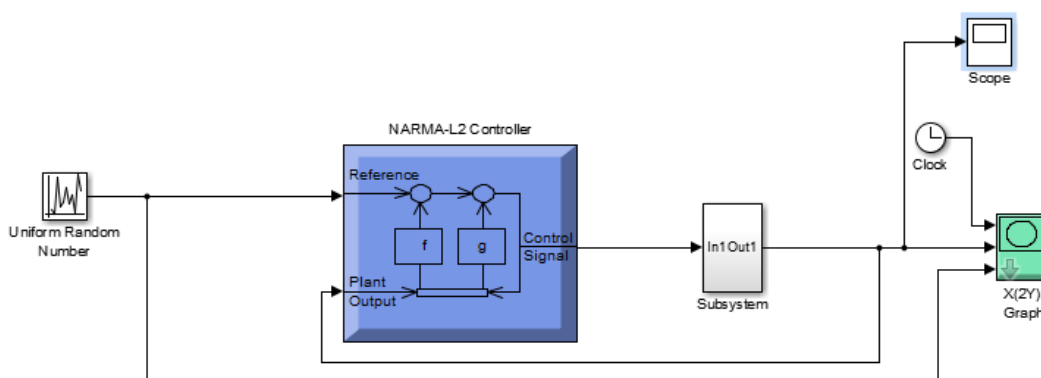 Scope
NARMA-L2 Controller
Clock
Reference
Uniform Random
Number
f
g
Control
Signal
In1 Out1
Plant
Output
Subsystem
X(2Y)
Graph